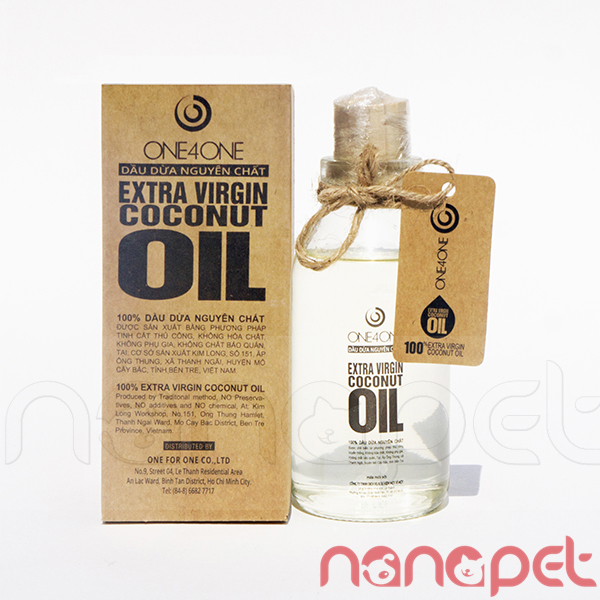 ONE4ONE
DẦU DỪA NGUYÊN CHẤT
EXTRA VIRGIN
COCONUT
OIL
100% DẦU DỪA NGUYÊN CHẤT
ĐƯỢC SẢN XUẤT BẰNG PHƯƠNG PHÁP
TINH CẤT THỦ CÔNG, KHÔNG HÓA CHẤT
KHÔNG PHỤ GIA, KHÔNG CHẤT BẢO QUẢN,
TẠI: CƠ SỞ SẢN XUẤT KIM LONG, SỐ 151, ẤP
ÔNG THUNG, XÃ THANH NGÃI, HUYỆN MỎ
CÀY BẮC, TỈNH BẾN TRE, VIỆT NAM.
100% EXTRA VIRGIN COCONUT OIL
Produced by Traditonal method, NO Preserva-
tives, NO additives and NO chemical, At: Kim
Long Workshop, No.151, Ong Thung Hamlet,
Thanh Ngai Ward, Mo Cay Bac District, Ben Tre
Province, Vietnam.
DISTRIBUTED BY
ONE FOR ONE CO.,LTD
No.9, Street 04, Le Thanh Residential Area
An Lac Ward, Binh Tan District, Ho Chi Minh City.
Tel: (84-8) 6682 7717
ONE4ONE
DẦU DỪA NGUYÊN
EXTRA VIRGIN
COCONUT
OIL
100% DẦU DỪA NGUYÊN CHẤT
ONE4ONE
EXTRA VIRGIN
COCONUT
OIL
100% EXTRA VIRGIN
COCONUT OIL
nanapet
nanapet